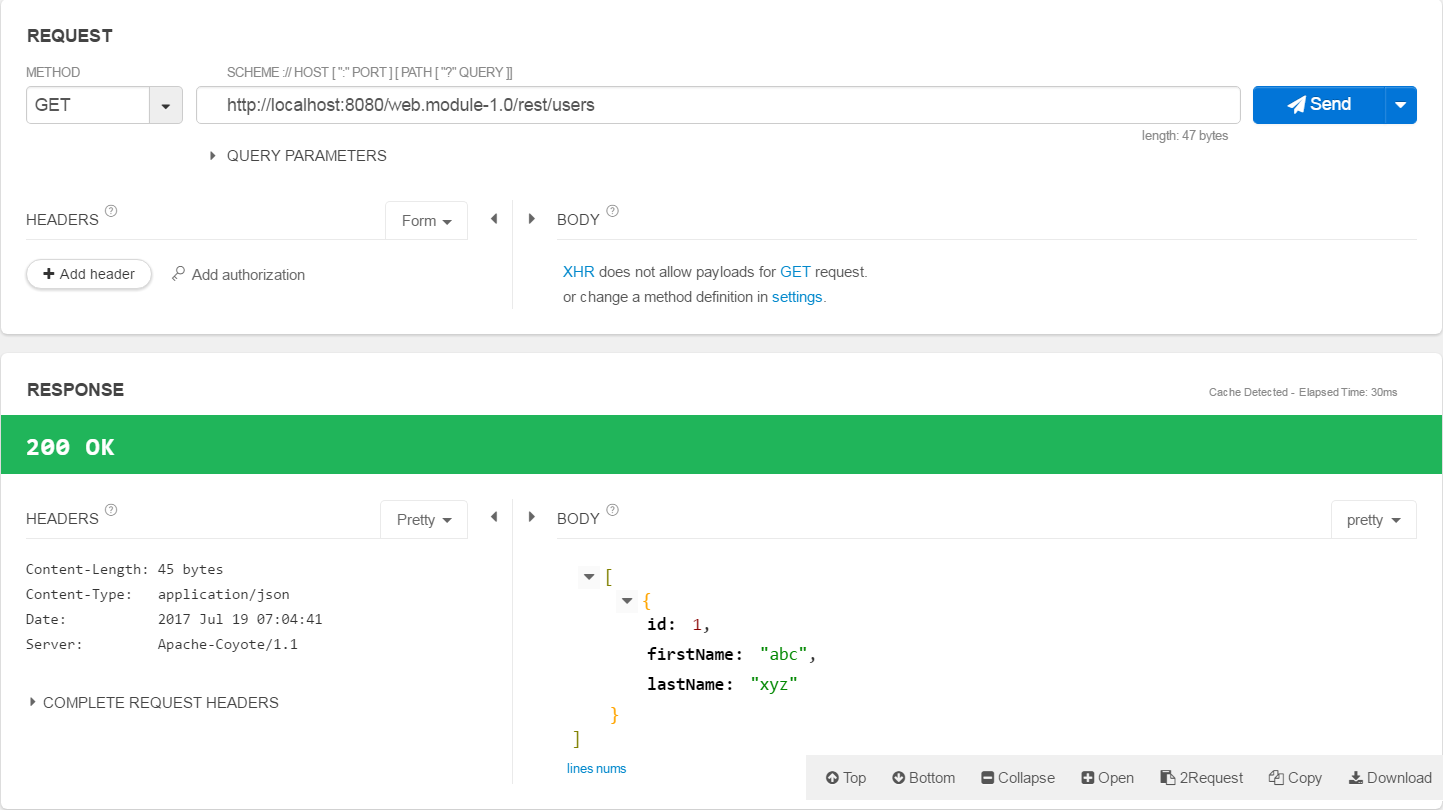 REQUEST
METHOD
SCHEME :// HOST [ ":" PORT ] [ PATH [ "?" QUERY ]]
GET
http://localhost:8080/web.module-1.0/rest/users
Send
length: 47 bytes
QUERY PARAMETERS
HEADERS ?
Form
BODY ?
+ Add header
Add authorization
XHR does not allow payloads for GET request.
or change a method definition in settings.
RESPONSE
Cache Detected - Elapsed Time: 30ms
200 OK
HEADERS ?
Pretty
BODY ?
pretty
Content-Length: 45 bytes
Content-Type: application/json
Date: 2017 Jul 19 07:04:41
Server: Apache-Coyote/1.1
COMPLETE REQUEST HEADERS
[
{
id: 1,
firstName: "abc",
lastName: "xyz"
}
]
lines nums
Top Bottom Collapse Open 2Request Copy Download